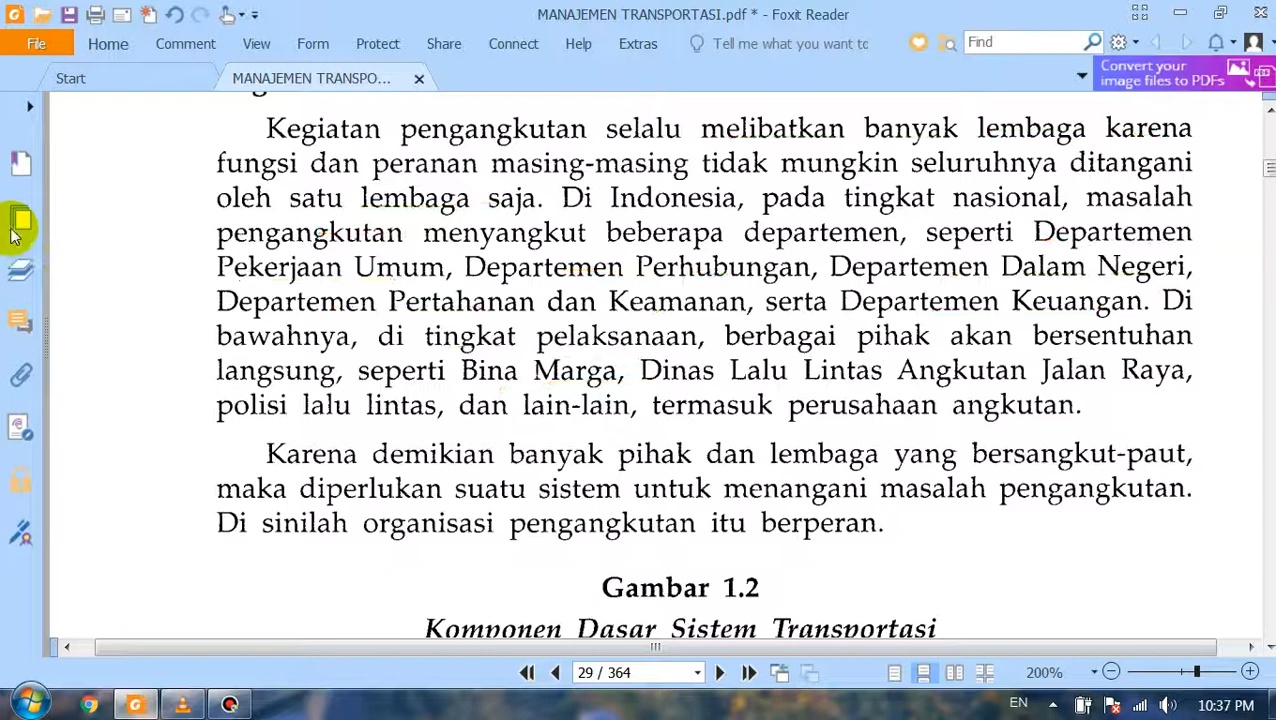 MANAJEMEN TRANSPORTASI.pdf * - Foxit Reader
File Home Comment View Form Protect Share Connect Help Extras Tell me what you want to Find
Start MANAJEMEN TRANSPO... Convert your
image files to PDFs
Kegiatan pengangkutan selalu melibatkan banyak lembaga karena
fungsi dan peranan masing-masing tidak mungkin seluruhnya ditangani
oleh satu lembaga saja. Di Indonesia, pada tingkat nasional, masalah
pengangkutan menyangkut beberapa departemen, seperti Departemen
Pekerjaan Umum, Departemen Perhubungan, Departemen Dalam Negeri,
Departemen Pertahanan dan Keamanan, serta Departemen Keuangan. Di
bawahnya, di tingkat pelaksanaan, berbagai pihak akan bersentuhan
langsung, seperti Bina Marga, Dinas Lalu Lintas Angkutan Jalan Raya,
polisi lalu lintas, dan lain-lain, termasuk perusahaan angkutan.
Karena demikian banyak pihak dan lembaga yang bersangkut-paut,
maka diperlukan suatu sistem untuk menangani masalah pengangkutan.
Di sinilah organisasi pengangkutan itu berperan.
Gambar 1.2
Komponen Dasar Sistem Transportasi
29 / 364 200%
EN 10:37 PM